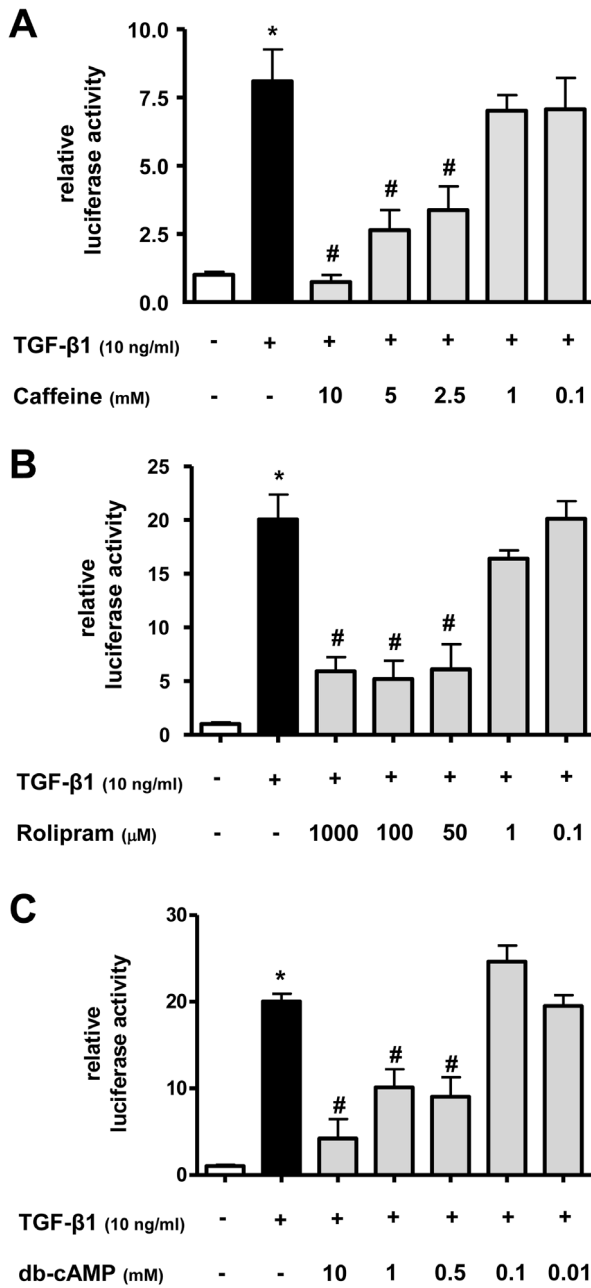 A
relative
luciferase activity
10.0
*
7.5
5.0
# # #
2.5
0.0
TGF-β1 (10 ng/ml) - + + + + + +
Caffeine (mM) - - 10 5 2.5 1 0.1
B
relative
luciferase activity
25
*
20
15
10
# # #
5
0
TGF-β1 (10 ng/ml) - + + + + + +
Rolipram (μM) - - 1000 100 50 1 0.1
C
relative
luciferase activity
30
*
20
# # #
10
0
TGF-β1 (10 ng/ml) - + + + + + +
db-cAMP (mM) - - 10 1 0.5 0.1 0.01